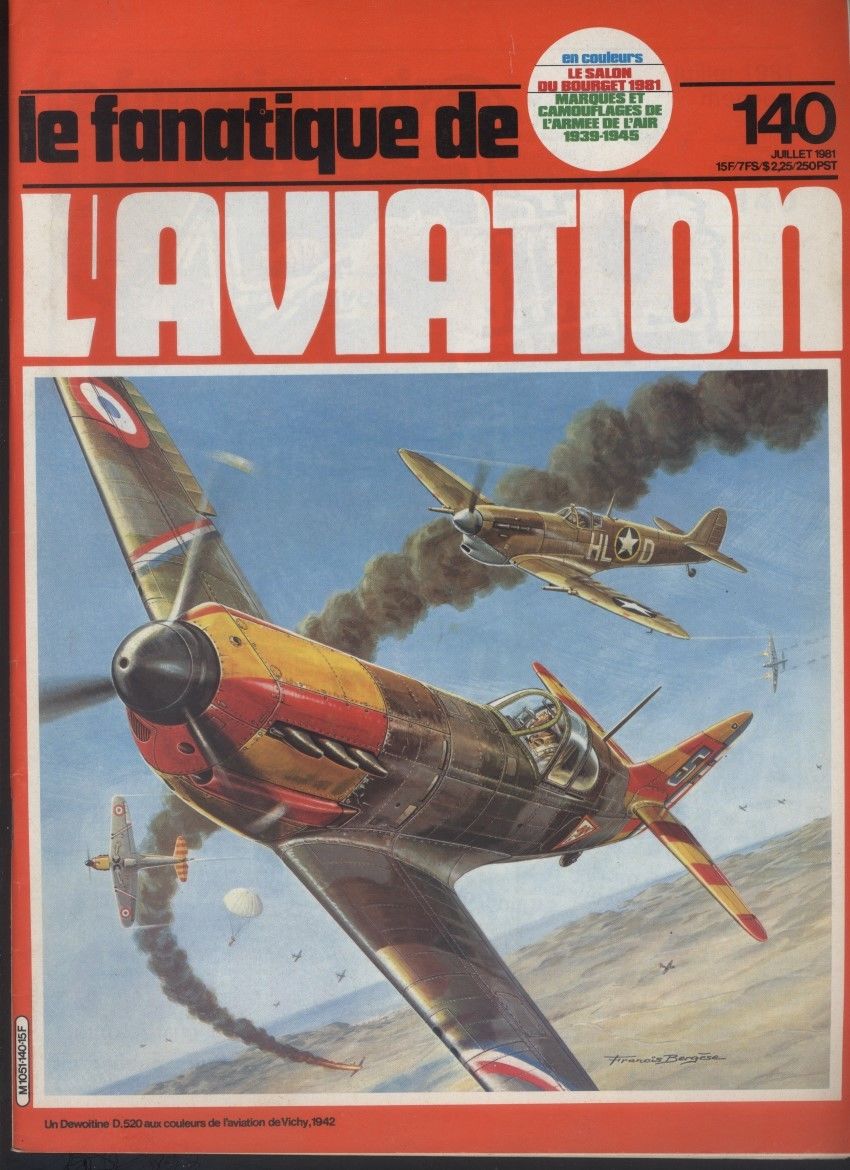 en couleurs
LE SALON
DU BOURGET 1981
MARQUES ET
CAMOUFLAGES DE
L'ARMEE DE L'AIR
1939-1945
le fanatique de
140
JUILLET 1981
15F/7FS/$2,25/250PST
L'AVIATION
HL D
Francis Bergèse
M1051-140-15F
Un Dewoitine D.520 aux couleurs de l'aviation de Vichy, 1942